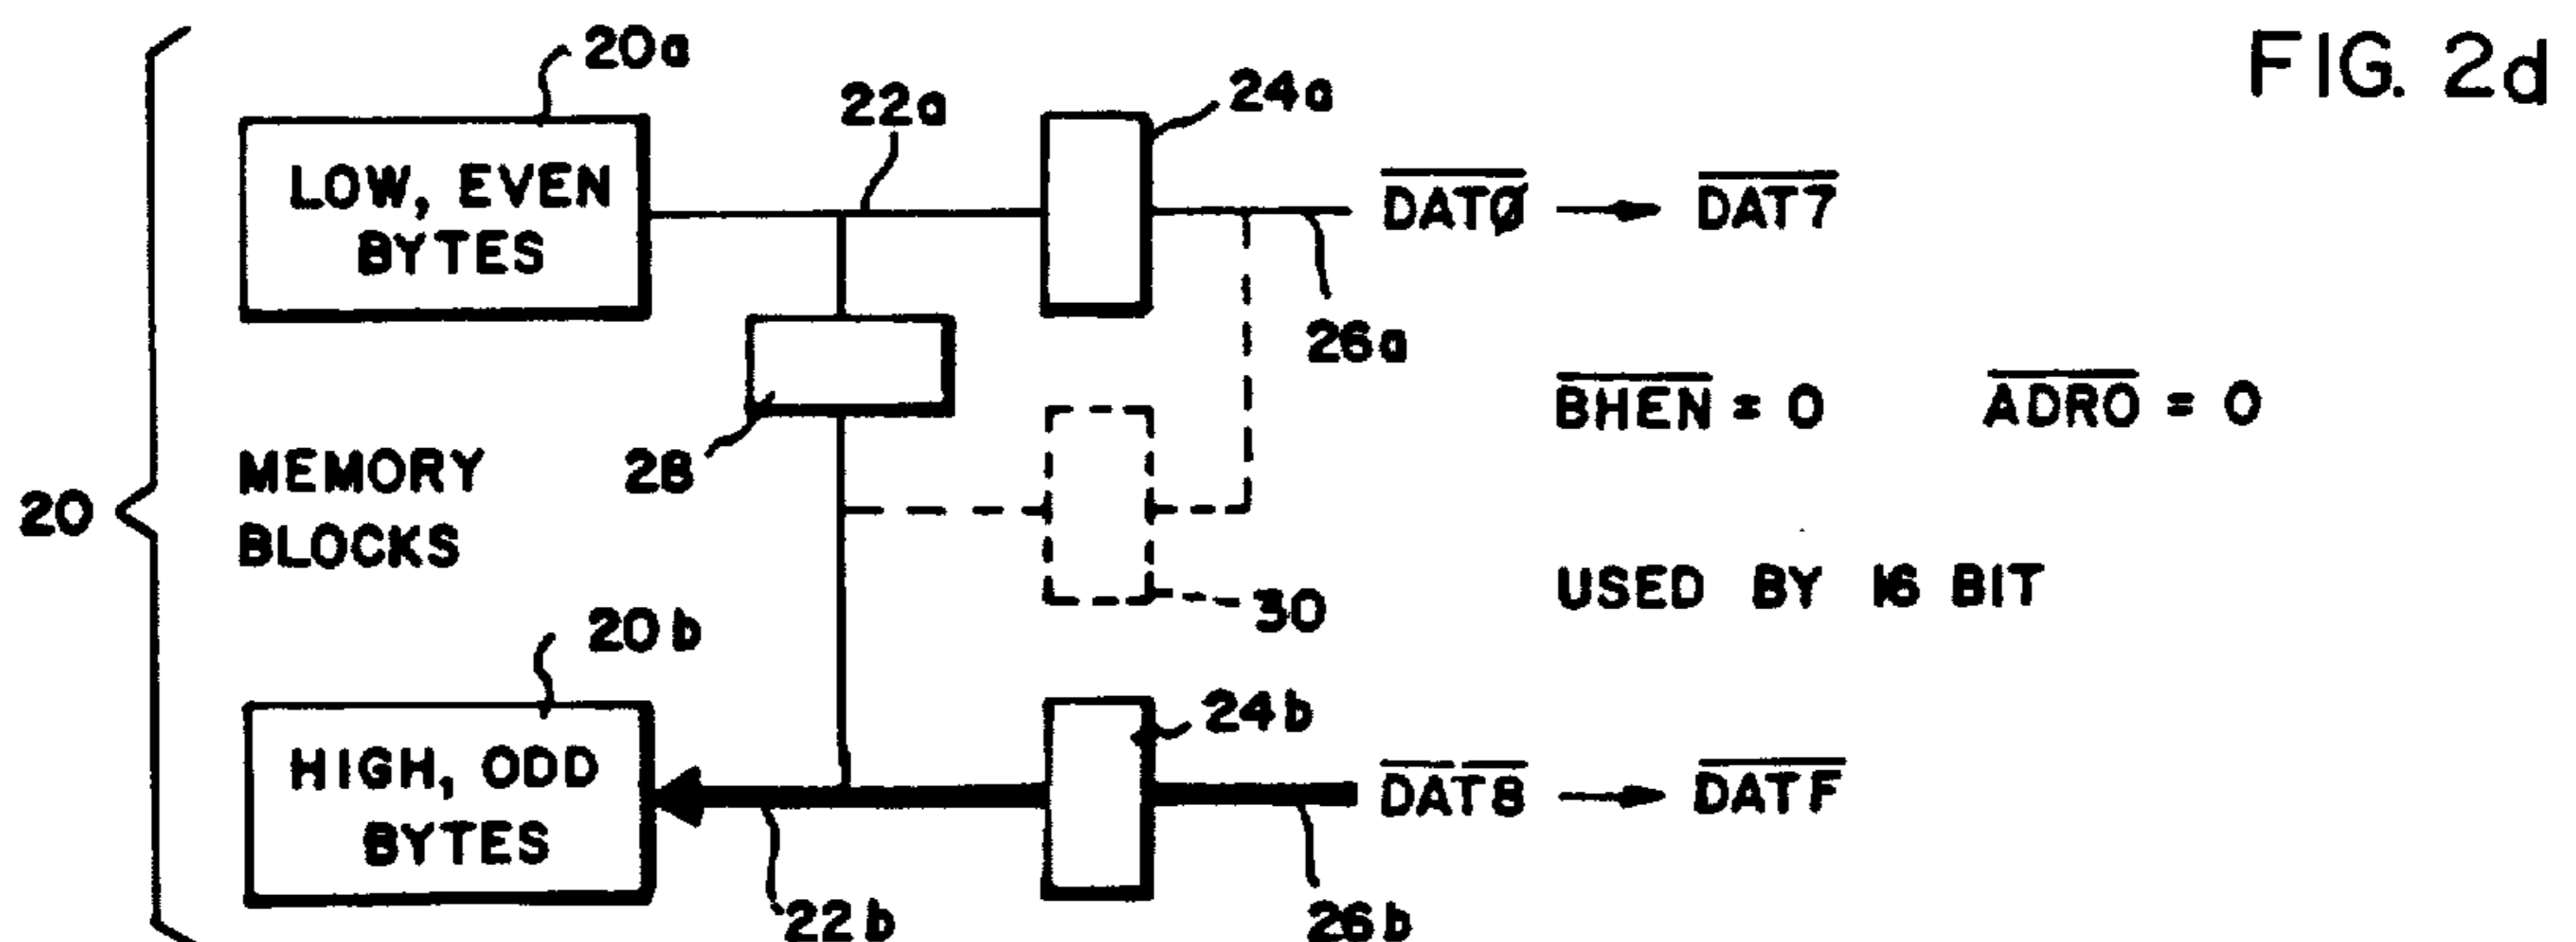 FIG. 2d
20a
22a
24a
LOW, EVEN
BYTES
DATØ → DAT7
26a
BHEN = 0 ADRO = 0
28
MEMORY
BLOCKS
20
30
USED BY 16 BIT
20b
24b
HIGH, ODD
BYTES
DAT8 → DATF
22b
26b